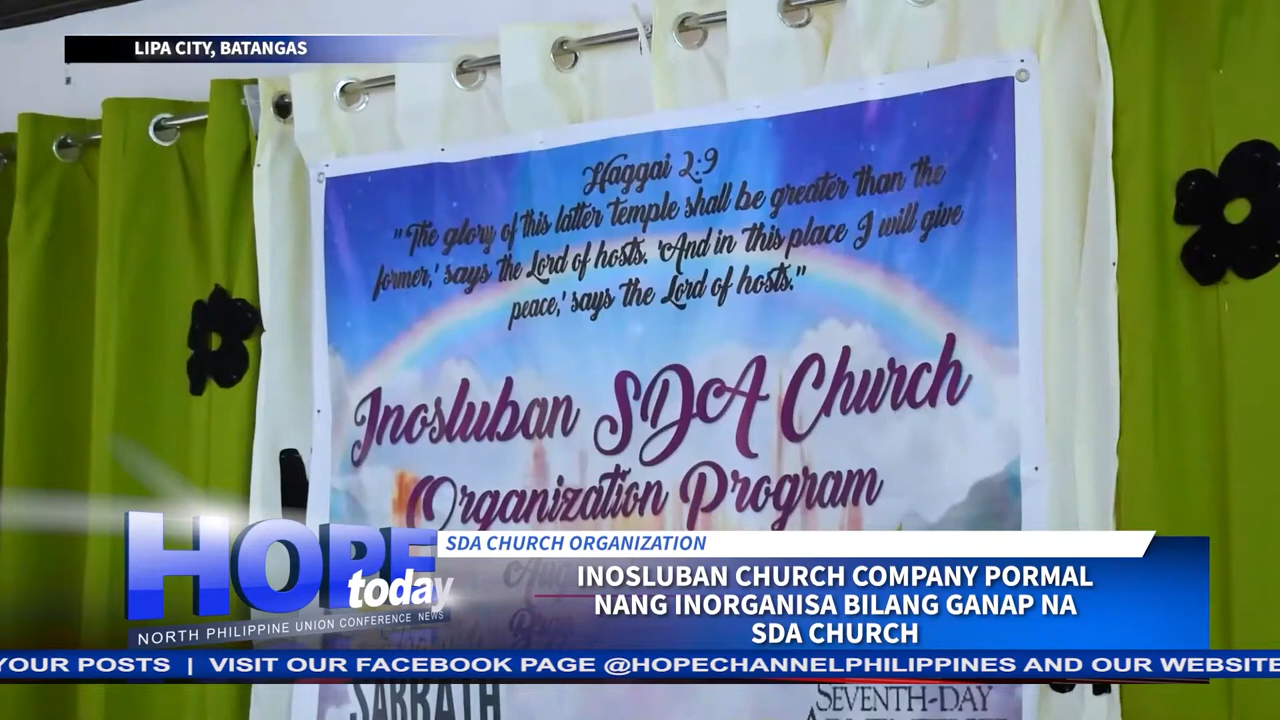 LIPA CITY, BATANGAS
Haggai 2:9
"The glory of this latter temple shall be greater than the
former,' says the Lord of hosts. 'And in this place I will give
peace,' says the Lord of hosts."
Inosluban SDA Church
Organization Program
HOPE
today
NORTH PHILIPPINE UNION CONFERENCE NEWS
SDA CHURCH ORGANIZATION
INOSLUBAN CHURCH COMPANY PORMAL
NANG INORGANISA BILANG GANAP NA
SDA CHURCH
YOUR POSTS | VISIT OUR FACEBOOK PAGE @HOPECHANNELPHILIPPINES AND OUR WEBSITE
SABBATH
SEVENTH-DAY